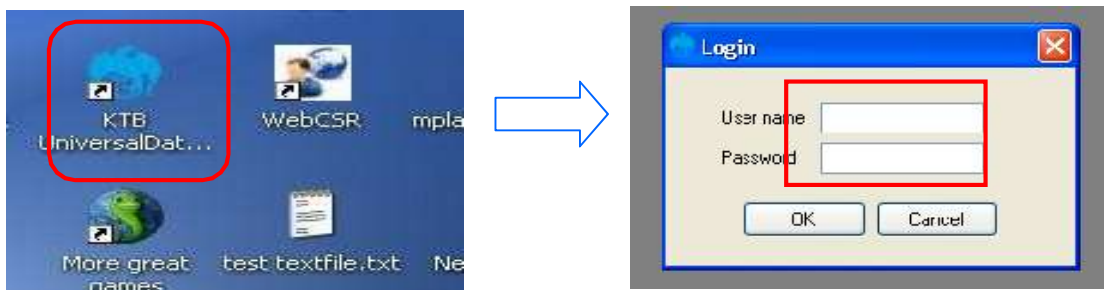 KTB
UniversalDat...
WebCSR
mpla
More great
games
test textfile.txt
Ne
Login
User name
Password
OK
Cancel